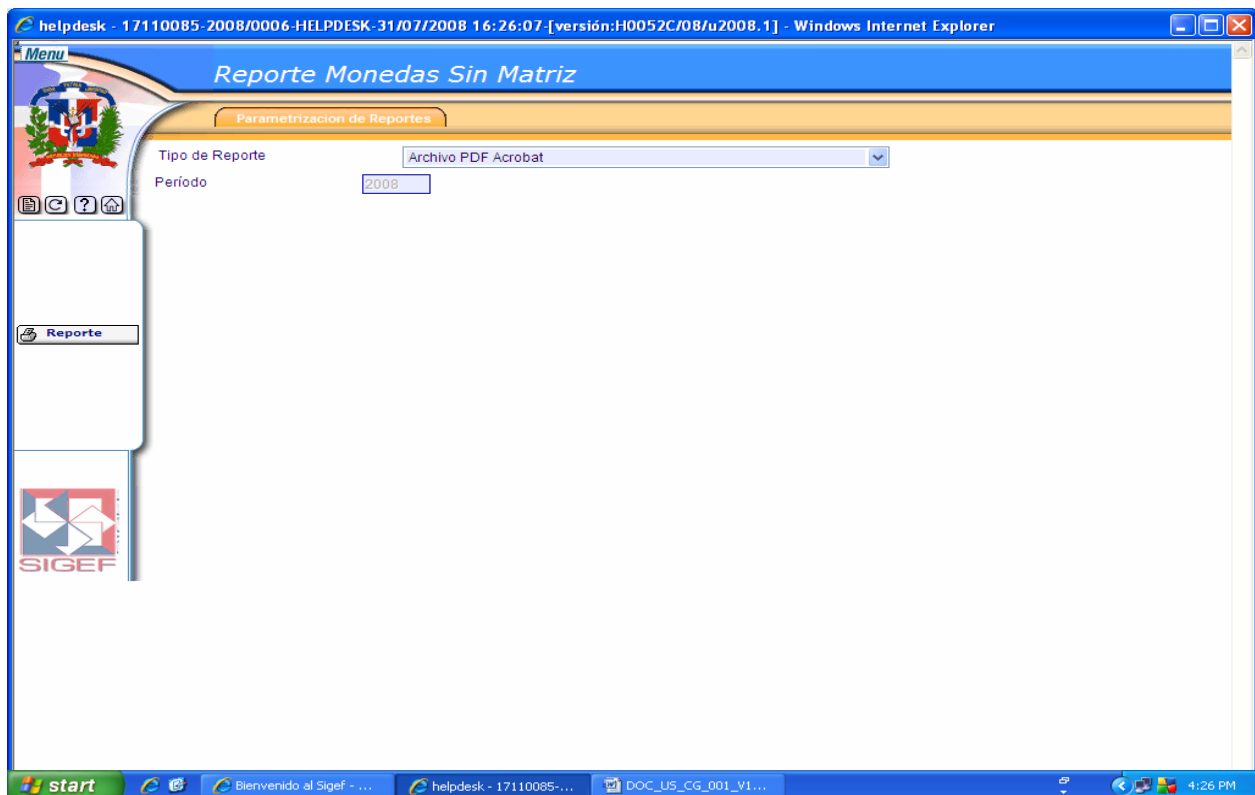 helpdesk - 17110085-2008/0006-HELPDESK-31/07/2008 16:26:07-[versión:H0052C/08/u2008.1] - Windows Internet Explorer
Menu
Reporte Monedas Sin Matriz
Parametrizacion de Reportes
Tipo de Reporte Archivo PDF Acrobat
Período 2008
Reporte
SIGEF
start Bienvenido al Sigef - ... helpdesk - 17110085-... DOC_US_CG_001_V1... 4:26 PM